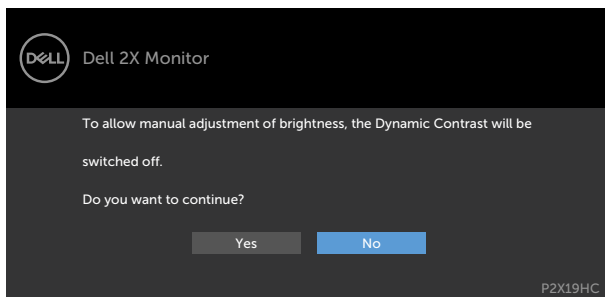 DELL
Dell 2X Monitor
To allow manual adjustment of brightness, the Dynamic Contrast will be
switched off.
Do you want to continue?
Yes No
P2X19HC